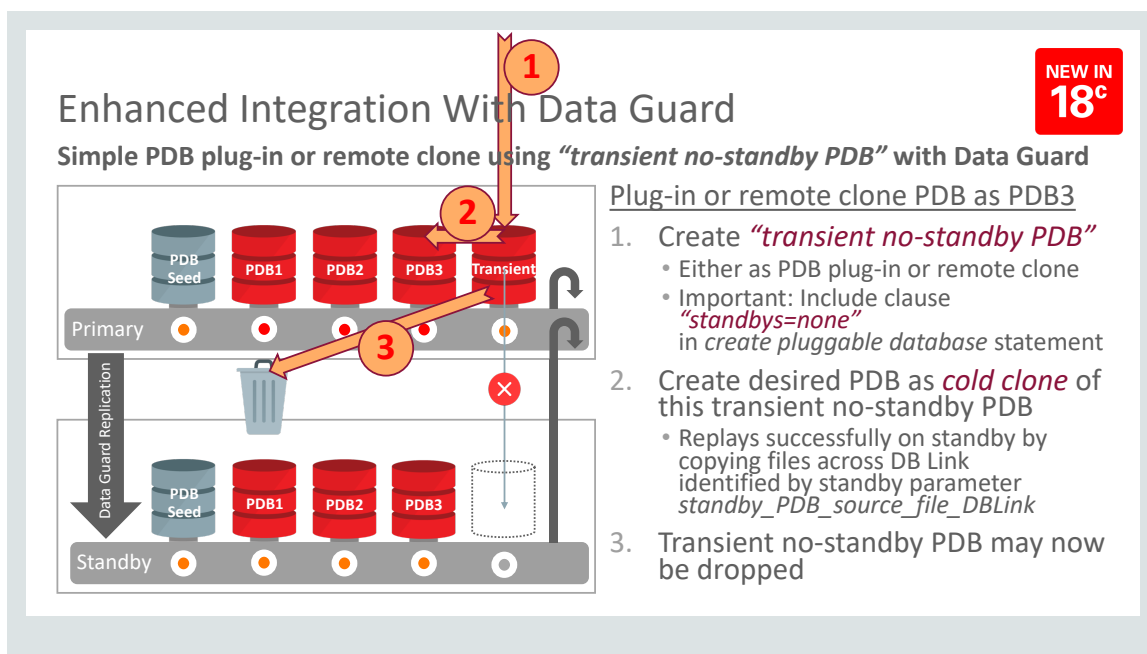 1
NEW IN
18c
Enhanced Integration With Data Guard
Simple PDB plug-in or remote clone using “transient no-standby PDB” with Data Guard
2
PDB
Seed
PDB1
PDB2
PDB3
Transient
Primary
3
Data Guard Replication
PDB
Seed
PDB1
PDB2
PDB3
Standby
Plug-in or remote clone PDB as PDB3
1. Create “transient no-standby PDB”
• Either as PDB plug-in or remote clone
• Important: Include clause
“standbys=none”
in create pluggable database statement
2. Create desired PDB as cold clone of
this transient no-standby PDB
• Replays successfully on standby by
copying files across DB Link
identified by standby parameter
standby_PDB_source_file_DBLink
3. Transient no-standby PDB may now
be dropped